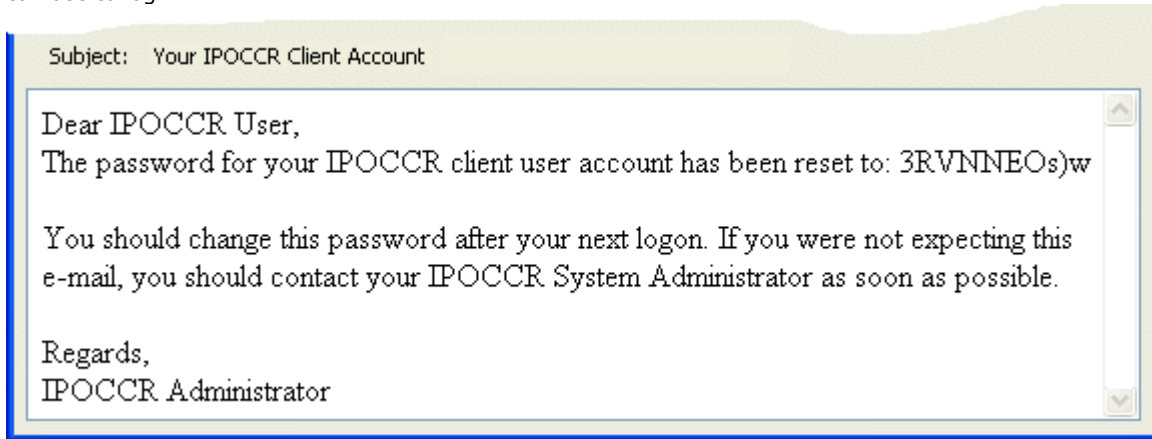 Subject: Your IPOCCR Client Account
Dear IPOCCR User,
The password for your IPOCCR client user account has been reset to: 3RVNNEOs)w
You should change this password after your next logon. If you were not expecting this
e-mail, you should contact your IPOCCR System Administrator as soon as possible.
Regards,
IPOCCR Administrator